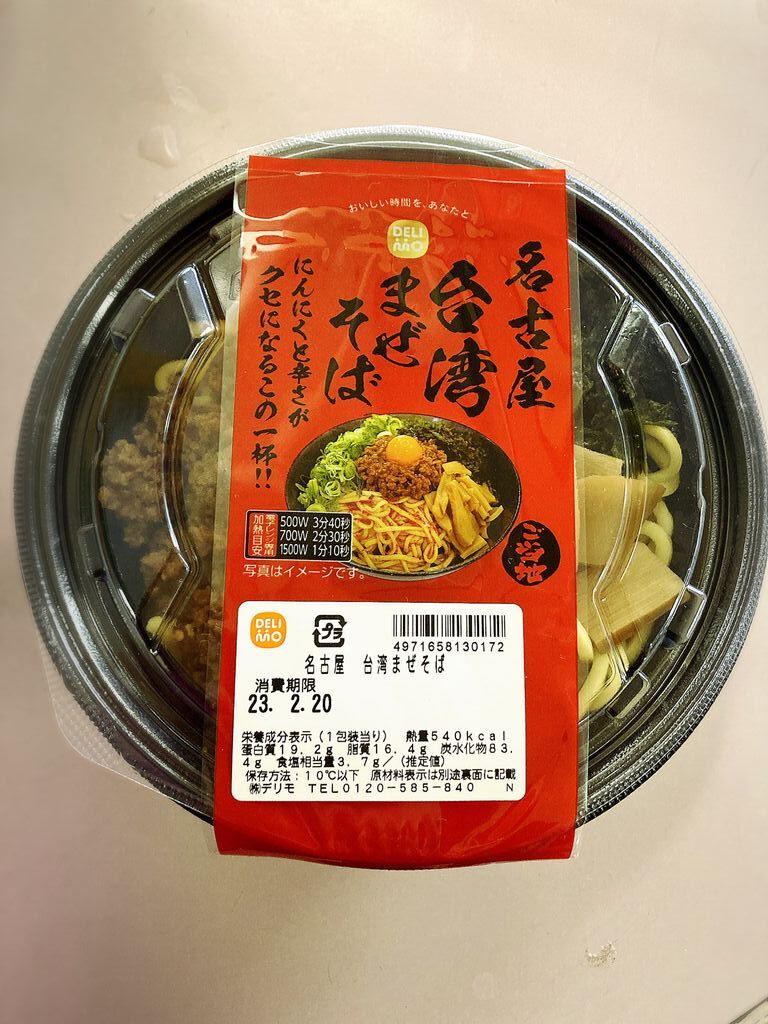 おいしい時間を、あなたと
DELI
MO
名古屋
台湾
まぜ
そば
にんにくと辛さが
クセになるこの一杯!!
ご当地
電子レンジ専用
加熱目安
500W 3分40秒
700W 2分30秒
1500W 1分10秒
写真はイメージです。
DELI
MO
プラ
4971658130172
名古屋 台湾まぜそば
消費期限
23. 2.20
栄養成分表示(1包装当り) 熱量540kcal
蛋白質19.2g 脂質16.4g 炭水化物83.
4g 食塩相当量3.7g/(推定値)
保存方法:10℃以下 原材料表示は別途裏面に記載
㈱デリモ TEL0120-585-840 N